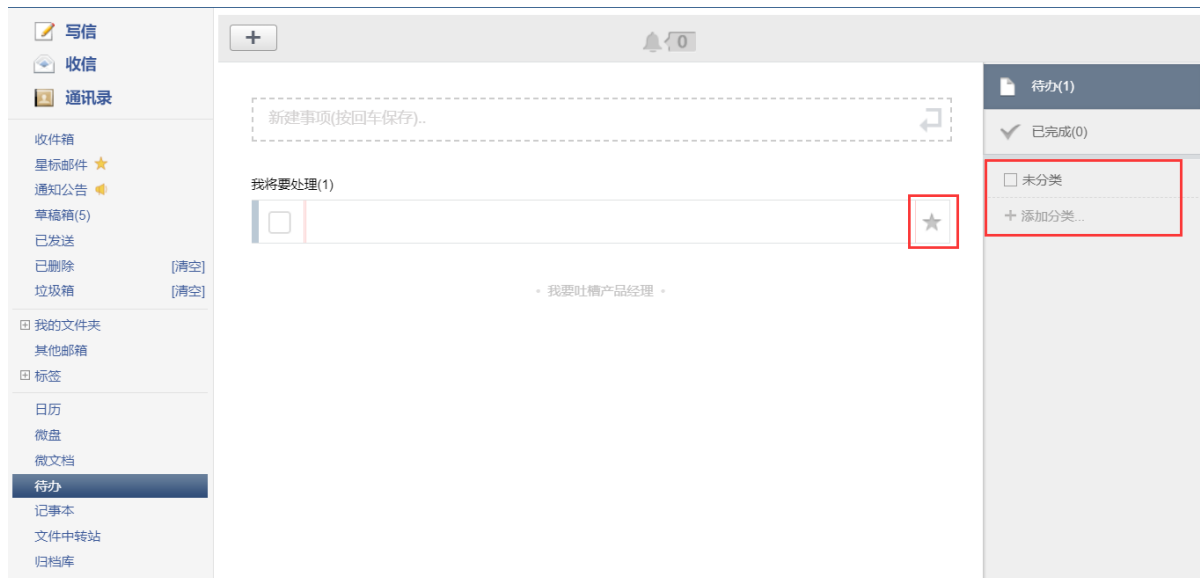 写信
收信
通讯录
收件箱
星标邮件
通知公告
草稿箱(5)
已发送
已删除 [清空]
垃圾箱 [清空]
我的文件夹
其他邮箱
标签
日历
微盘
微文档
待办
记事本
文件中转站
归档库
0
新建事项(按回车保存)..
我将要处理(1)
• 我要吐槽产品经理 •
待办(1)
已完成(0)
未分类
添加分类...